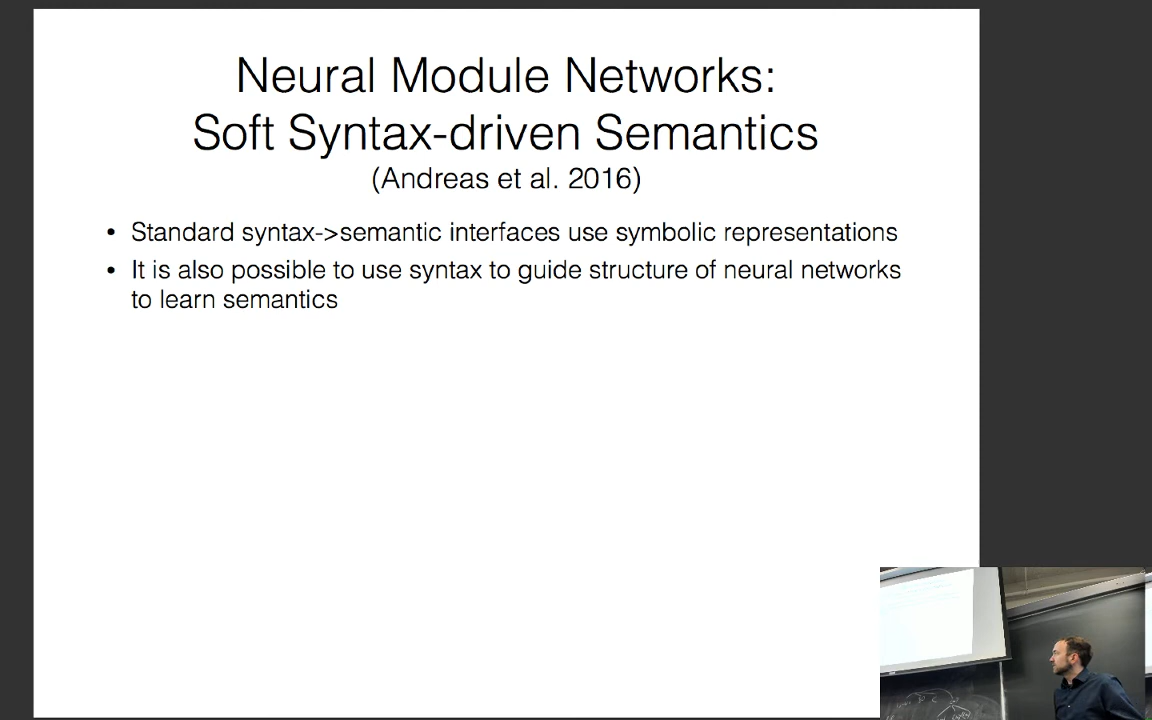 Neural Module Networks:
Soft Syntax-driven Semantics
(Andreas et al. 2016)
• Standard syntax->semantic interfaces use symbolic representations
• It is also possible to use syntax to guide structure of neural networks
to learn semantics